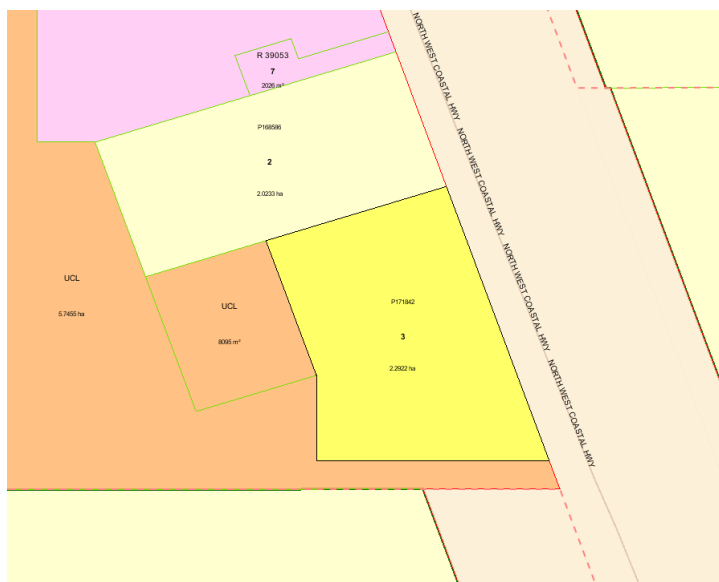 R 39053
7
2026 m²
P168586
2
2.0233 ha
UCL
5.7455 ha
UCL
8095 m²
P171842
3
2.2922 ha
NORTH WEST COASTAL HWY NORTH WEST COASTAL HWY NORTH WEST COASTAL HWY NORTH WEST COASTAL HWY